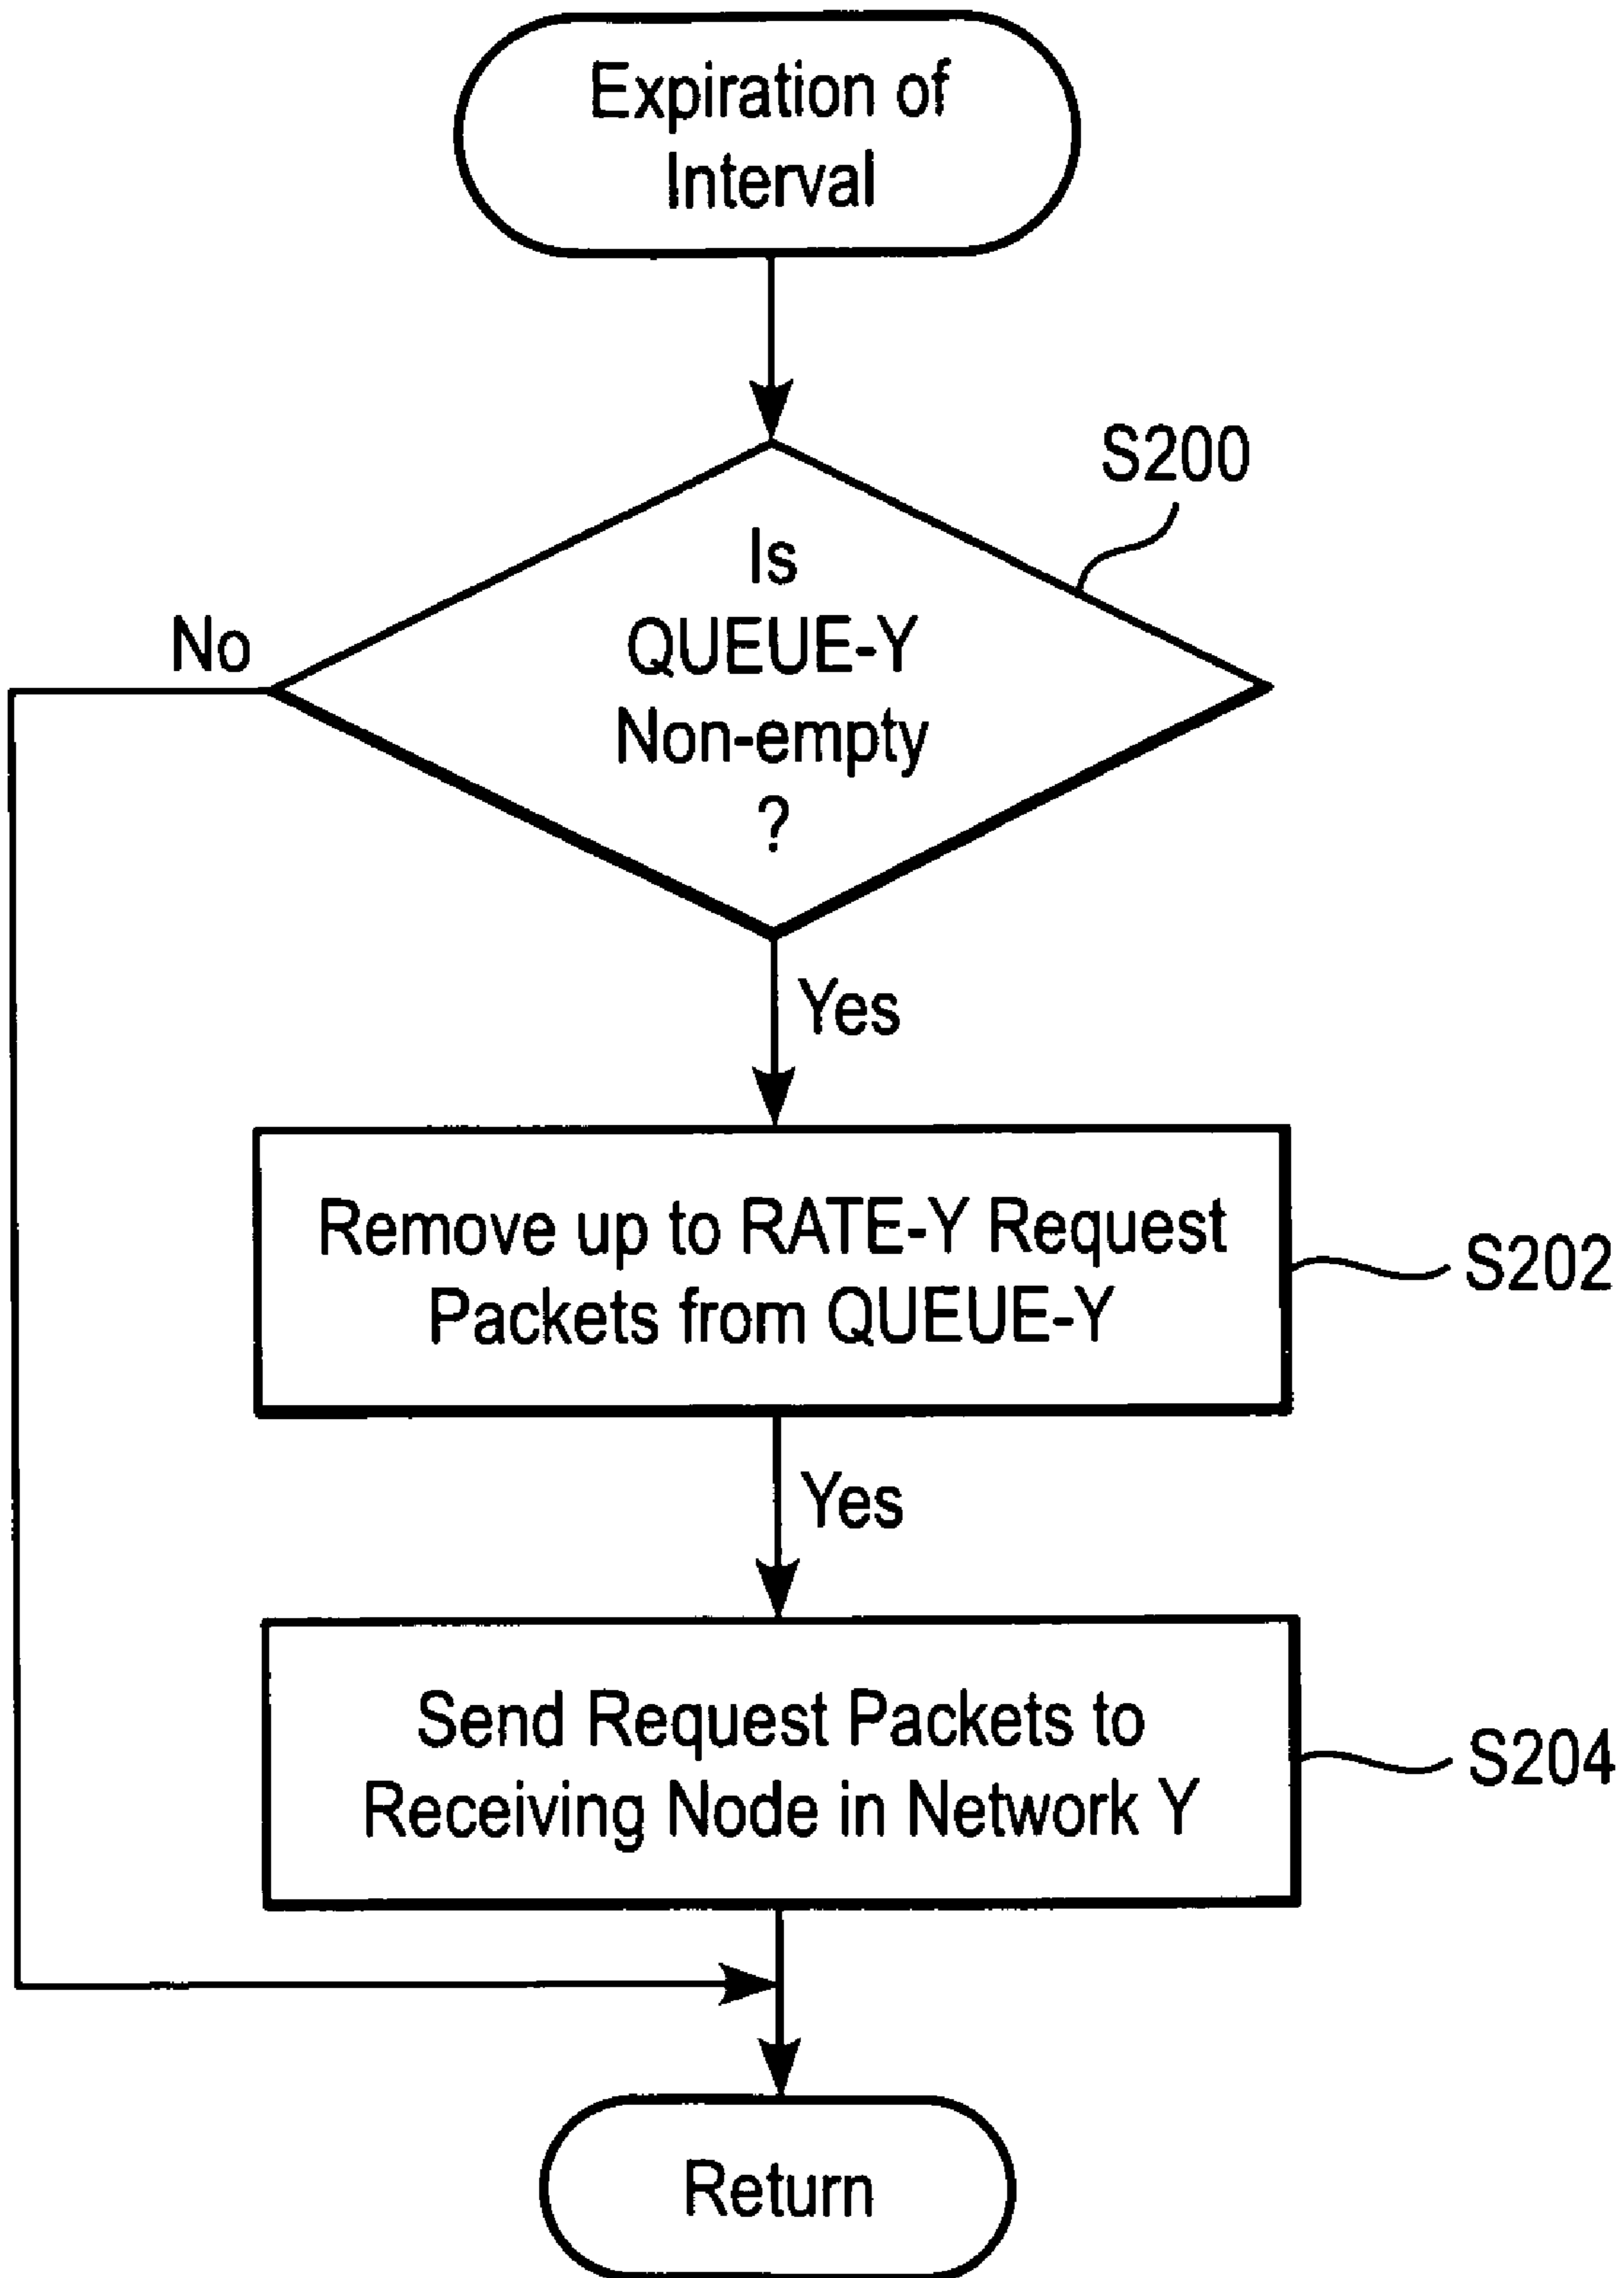 Expiration of
Interval
S200
Is
QUEUE-Y
Non-empty
?
No
Yes
Remove up to RATE-Y Request
Packets from QUEUE-Y
S202
Yes
Send Request Packets to
Receiving Node in Network Y
S204
Return